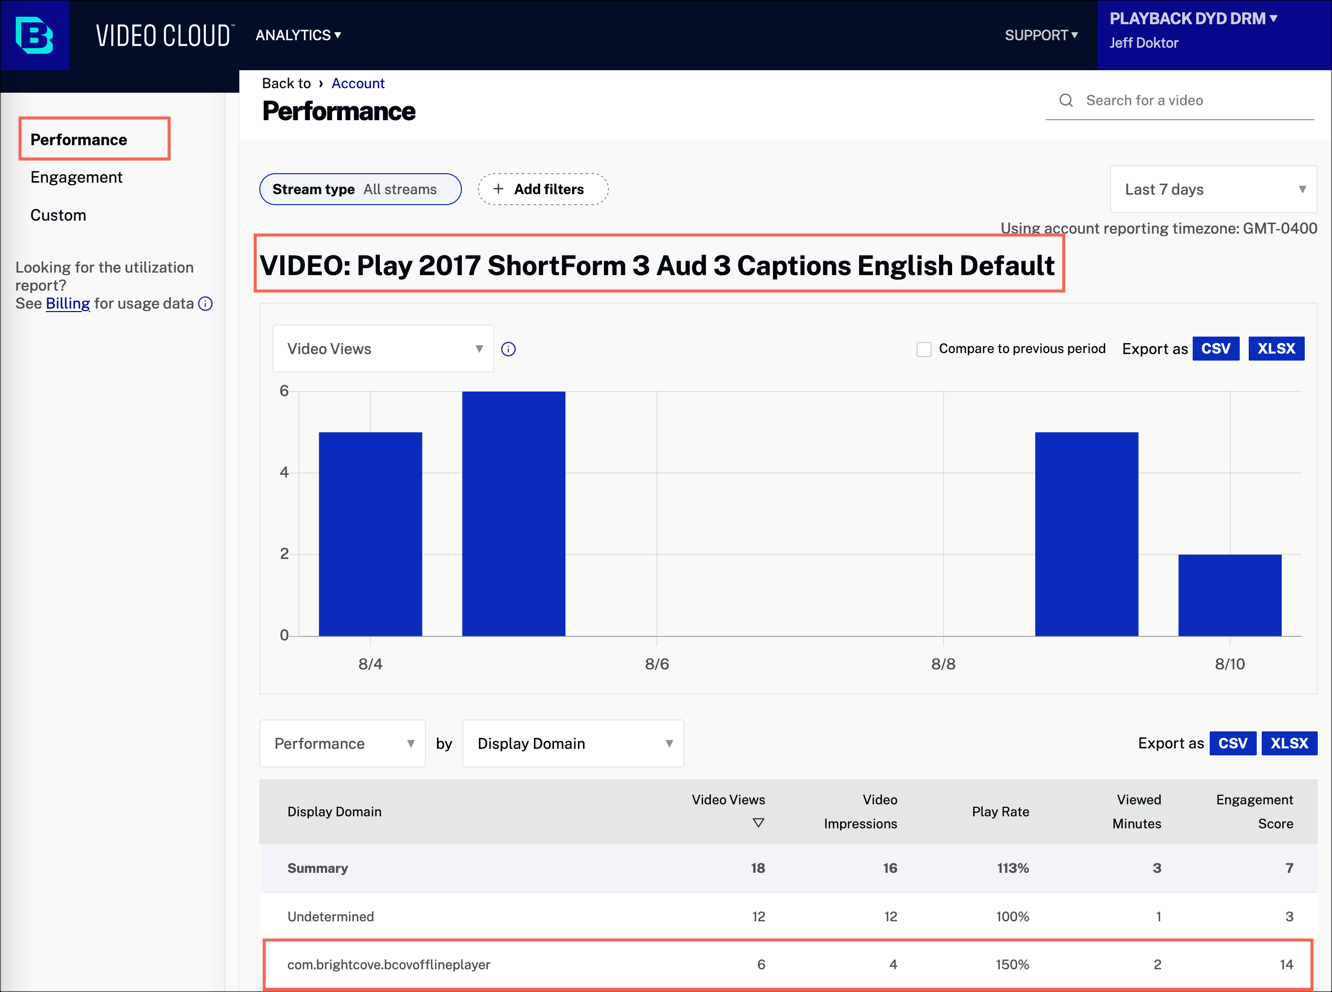 VIDEO CLOUD™ ANALYTICS ▾ SUPPORT ▾ PLAYBACK DYD DRM ▾
Jeff Doktor
Back to › Account
Performance
Search for a video
Performance
Engagement
Custom
Looking for the utilization
report?
See Billing for usage data
Stream type All streams + Add filters Last 7 days
Using account reporting timezone: GMT-0400
VIDEO: Play 2017 ShortForm 3 Aud 3 Captions English Default
Video Views Compare to previous period Export as CSV XLSX
6
4
2
0
8/4 8/6 8/8 8/10
Performance by Display Domain Export as CSV XLSX
Display Domain Video Views Video Impressions Play Rate Viewed Minutes Engagement Score
Summary 18 16 113% 3 7
Undetermined 12 12 100% 1 3
com.brightcove.bcovofflineplayer 6 4 150% 2 14